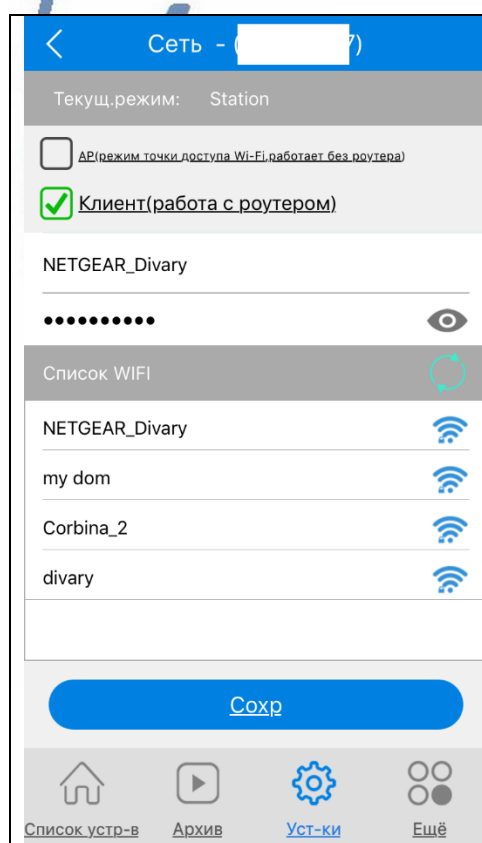 Сеть - ( 7)
Текущ.режим: Station
AP(режим точки доступа Wi-Fi,работает без роутера)
Клиент(работа с роутером)
NETGEAR_Divary
••••••••••
Список WIFI
NETGEAR_Divary
my dom
Corbina_2
divary
Сохр
Список устр-в Архив Уст-ки Ещё